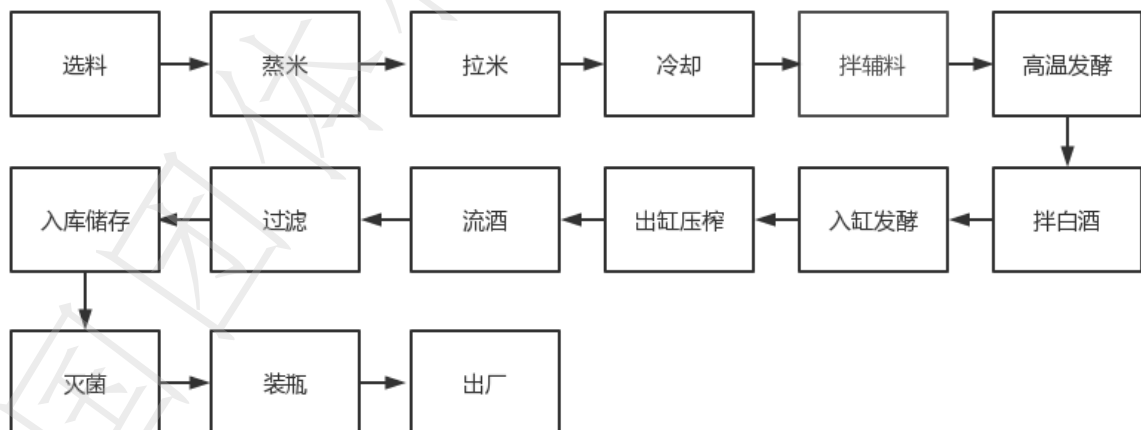 选料 蒸米 拉米 冷却 拌辅料 高温发酵
入库储存 过滤 流酒 出缸压榨 入缸发酵 拌白酒
灭菌 装瓶 出厂